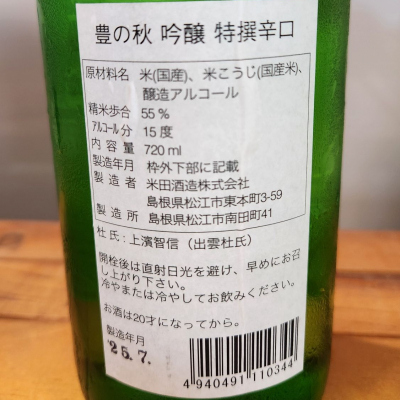 豊の秋 吟醸 特撰辛口
原材料名 米(国産)、米こうじ(国産米)、
醸造アルコール
精米歩合 55%
アルコール分 15度
内容量 720ml
製造年月 枠外下部に記載
製造者 米田酒造株式会社
島根県松江市東本町3-59
製造所 島根県松江市南田町41
杜氏:上濱智信(出雲杜氏)
開栓後は直射日光を避け、早めにお召
し上がり下さい。
冷やまたは冷やしてお飲みください。
お酒は20才になってから。
製造年月
25.7.
4 940491 110344